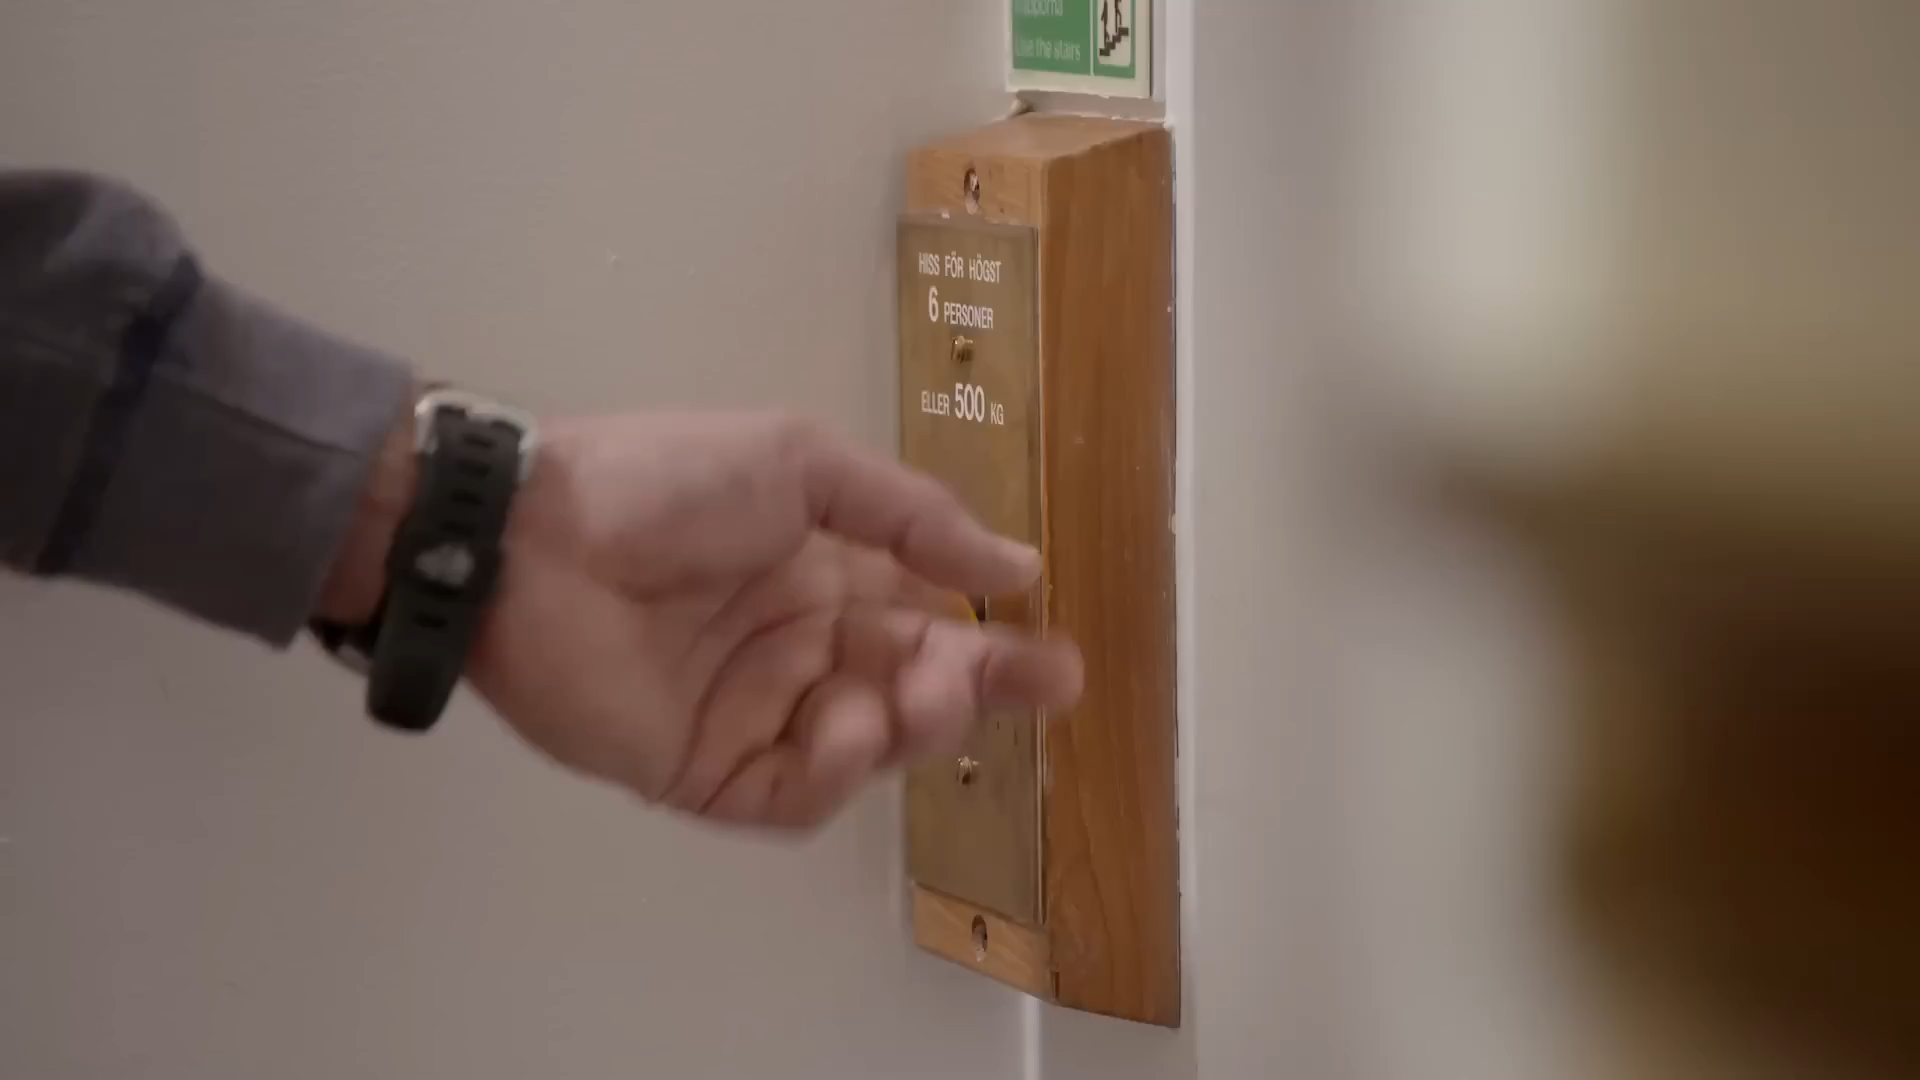 Use the stairs
HISS FÖR HÖGST
6 PERSONER
ELLER 500 KG